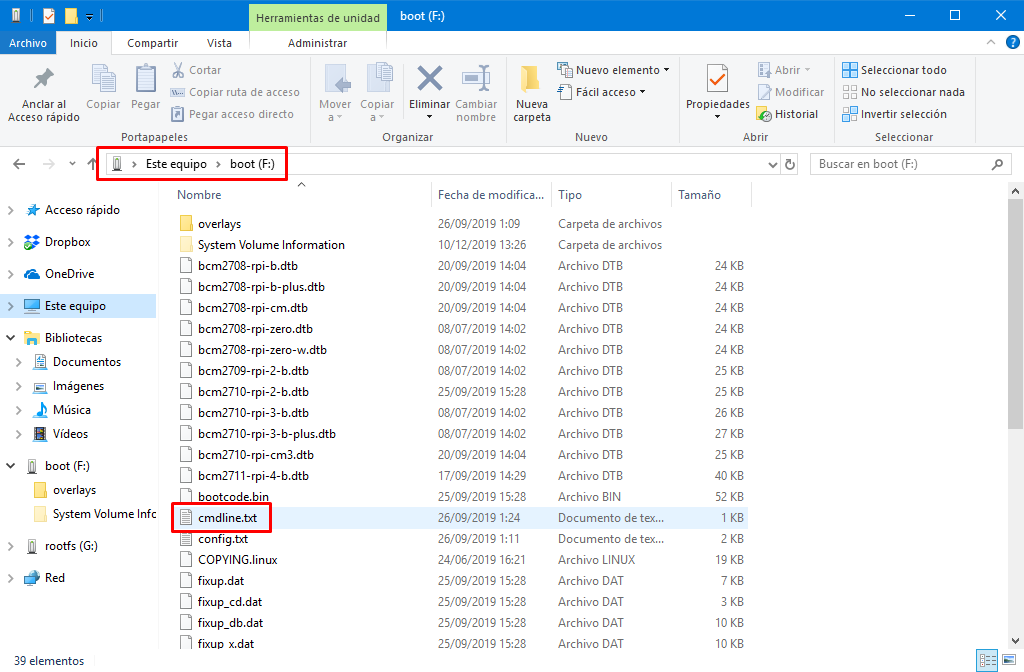 Herramientas de unidad
boot (F:)
Archivo
Inicio
Compartir
Vista
Administrar
Anclar al
Acceso rápido
Copiar
Pegar
Cortar
Copiar ruta de acceso
Pegar acceso directo
Portapapeles
Mover
a
Copiar
a
Eliminar
Cambiar
nombre
Organizar
Nueva
carpeta
Nuevo elemento
Fácil acceso
Nuevo
Propiedades
Abrir
Modificar
Historial
Abrir
Seleccionar todo
No seleccionar nada
Invertir selección
Seleccionar
Este equipo > boot (F:)
Buscar en boot (F:)
Acceso rápido
Dropbox
OneDrive
Este equipo
Bibliotecas
Documentos
Imágenes
Música
Vídeos
boot (F:)
overlays
System Volume Info
rootfs (G:)
Red
Nombre Fecha de modifica... Tipo Tamaño
overlays 26/09/2019 1:09 Carpeta de archivos
System Volume Information 10/12/2019 13:26 Carpeta de archivos
bcm2708-rpi-b.dtb 20/09/2019 14:04 Archivo DTB 24 KB
bcm2708-rpi-b-plus.dtb 20/09/2019 14:04 Archivo DTB 24 KB
bcm2708-rpi-cm.dtb 20/09/2019 14:04 Archivo DTB 24 KB
bcm2708-rpi-zero.dtb 08/07/2019 14:02 Archivo DTB 24 KB
bcm2708-rpi-zero-w.dtb 08/07/2019 14:02 Archivo DTB 24 KB
bcm2709-rpi-2-b.dtb 08/07/2019 14:02 Archivo DTB 25 KB
bcm2710-rpi-2-b.dtb 25/09/2019 15:28 Archivo DTB 25 KB
bcm2710-rpi-3-b.dtb 08/07/2019 14:02 Archivo DTB 26 KB
bcm2710-rpi-3-b-plus.dtb 08/07/2019 14:02 Archivo DTB 27 KB
bcm2710-rpi-cm3.dtb 20/09/2019 14:04 Archivo DTB 25 KB
bcm2711-rpi-4-b.dtb 17/09/2019 14:29 Archivo DTB 40 KB
bootcode.bin 25/09/2019 15:28 Archivo BIN 52 KB
cmdline.txt 26/09/2019 1:24 Documento de tex... 1 KB
config.txt 26/09/2019 1:11 Documento de tex... 2 KB
COPYING.linux 24/06/2019 16:21 Archivo LINUX 19 KB
fixup.dat 25/09/2019 15:28 Archivo DAT 7 KB
fixup_cd.dat 25/09/2019 15:28 Archivo DAT 3 KB
fixup_db.dat 25/09/2019 15:28 Archivo DAT 10 KB
fixup_x.dat 25/09/2019 15:28 Archivo DAT 10 KB
39 elementos